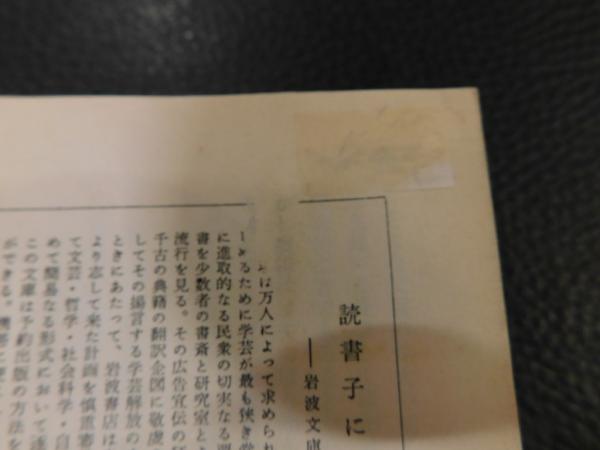 読書子に
――岩波文庫
は万人によって求められ
めるために学芸が最も狭き
に進取的なる民衆の切実なる
書を少数者の書斎と研究室とよ
流行を見る。その広告宣伝の
千古の典籍の翻訳企図に敬虔
してその揚言する学芸解放の
ときにあたって、岩波書店は
より志して来た計画を慎重審
て文芸・哲学・社会科学・自
めて簡易なる形式において逐
この文庫は予約出版の方法を
ができる。携帯に便